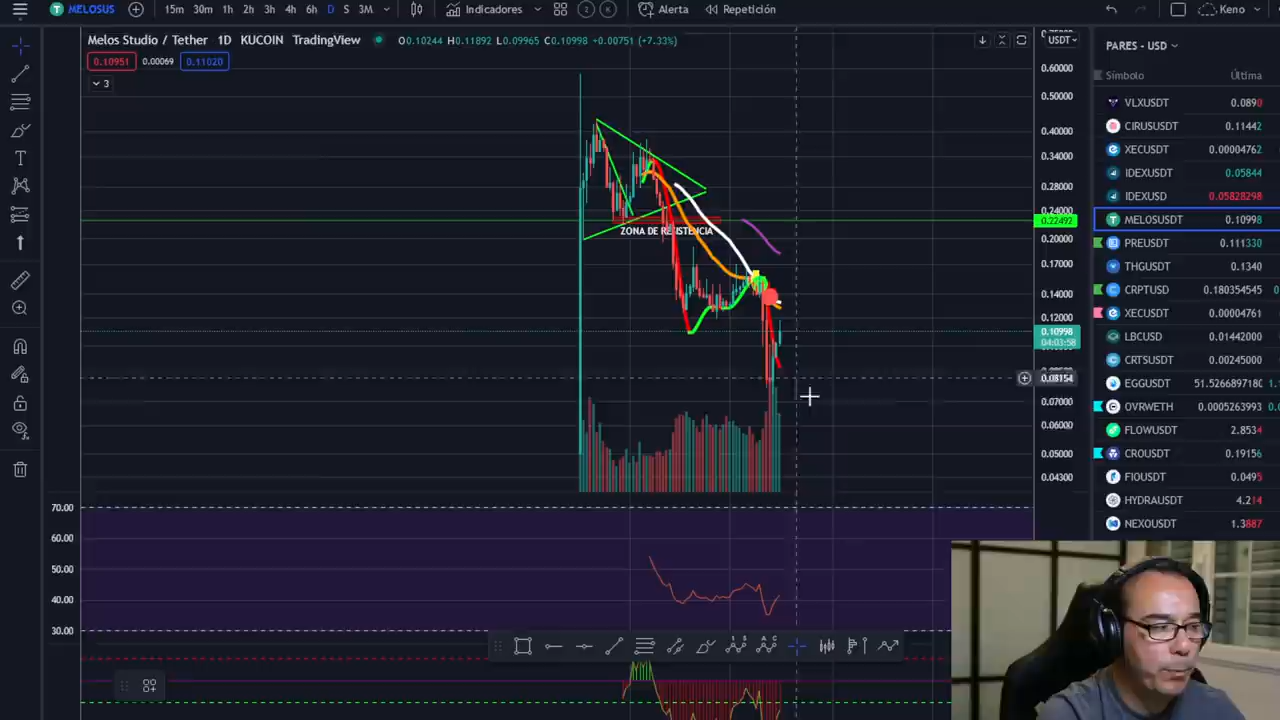 MELOSUS 15m 30m 1h 2h 3h 4h 6h D S 3M Indicadores Alerta Repetición Keno
Melos Studio / Tether 1D KUCOIN TradingView O0.10244 H0.11892 L0.09965 C0.10998 +0.00751 (+7.33%)
0.10951 0.00069 0.11020
3
USDT
0.60000
0.50000
0.40000
0.34000
0.28000
0.24000
0.22492
0.20000
0.17000
0.14000
0.12000
0.10998
04:03:58
0.08154
0.07000
0.06000
0.05000
0.04300
ZONA DE RESISTENCIA
70.00
60.00
50.00
40.00
30.00
PARES - USD
Símbolo Última
VLXUSDT 0.0890
CIRUSUSDT 0.11442
XECUSDT 0.00004762
IDEXUSDT 0.05844
IDEXUSD 0.05828298
MELOSUSDT 0.10998
PREUSDT 0.111330
THGUSDT 0.1340
CRPTUSD 0.180354545
XECUSDT 0.00004761
LBCUSD 0.01442000
CRTSUSDT 0.00245000
EGGUSDT 51.5266897180
OVRWETH 0.0005263993
FLOWUSDT 2.8534
CROUSDT 0.19156
FIOUSDT 0.0495
HYDRAUSDT 4.214
NEXOUSDT 1.3887